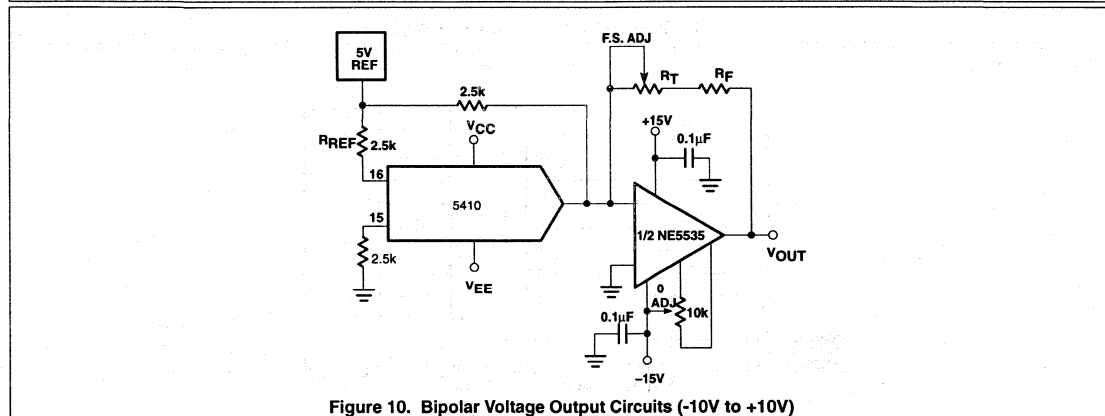 5V
REF
2.5k
RREF
2.5k
VCC
16
15
5410
2.5k
VEE
F.S. ADJ
RT
RF
+15V
0.1µF
1/2 NE5535
VOUT
0
ADJ
10k
0.1µF
–15V
Figure 10. Bipolar Voltage Output Circuits (-10V to +10V)